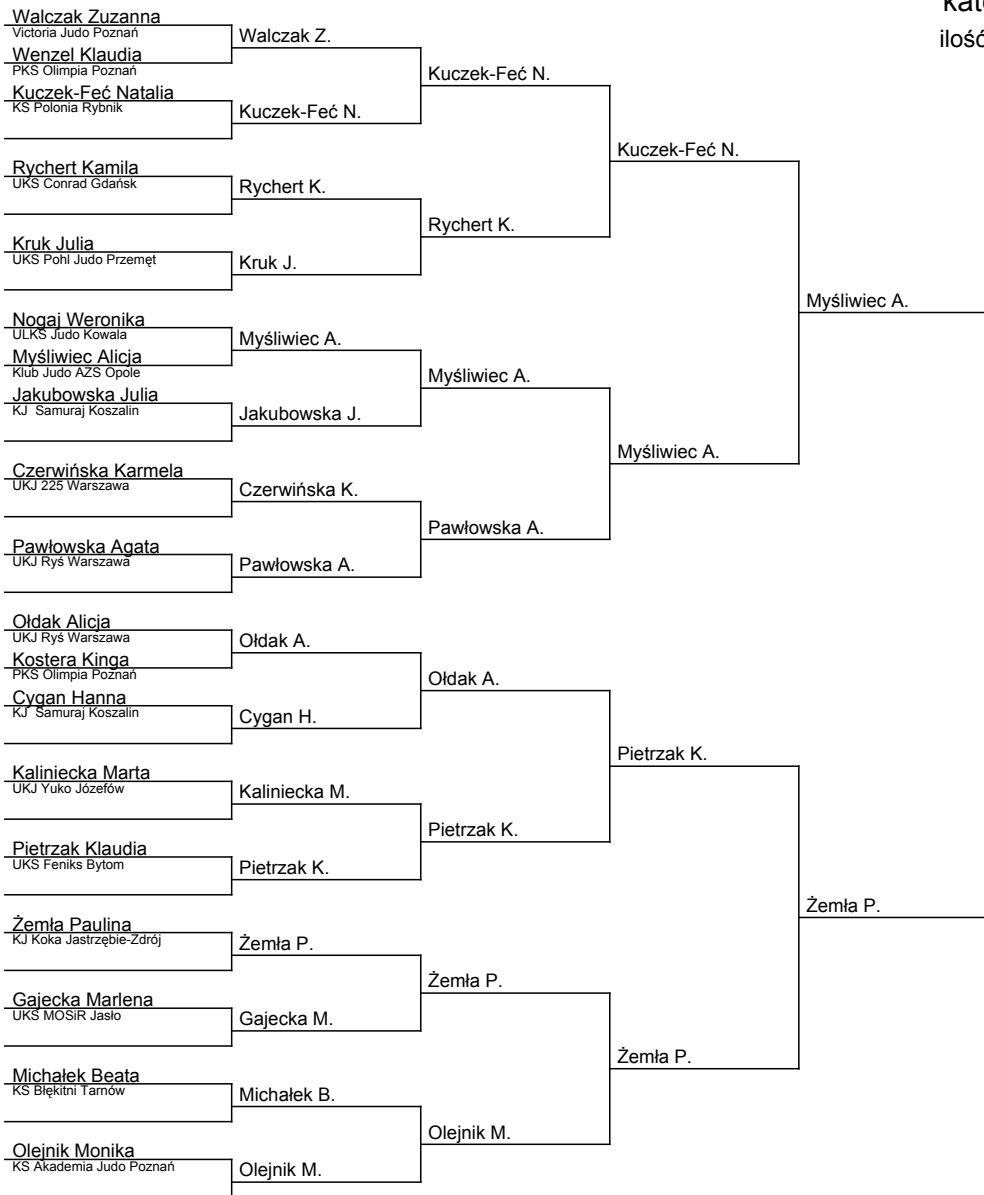 kate
ilość
Walczak Zuzanna
Victoria Judo Poznań
Wenzel Klaudia
PKS Olimpia Poznań
Kuczek-Feć Natalia
KS Polonia Rybnik
Rychert Kamila
UKS Conrad Gdańsk
Kruk Julia
UKS Pohl Judo Przemęt
Nogaj Weronika
ULKS Judo Kowala
Myśliwiec Alicja
Klub Judo AZS Opole
Jakubowska Julia
KJ Samuraj Koszalin
Czerwińska Karmela
UKJ 225 Warszawa
Pawłowska Agata
UKJ Ryś Warszawa
Ołdak Alicja
UKJ Ryś Warszawa
Kostera Kinga
PKS Olimpia Poznań
Cygan Hanna
KJ Samuraj Koszalin
Kaliniecka Marta
UKJ Yuko Józefów
Pietrzak Klaudia
UKS Feniks Bytom
Żemła Paulina
KJ Koka Jastrzębie-Zdrój
Gajecka Marlena
UKS MOSiR Jasło
Michałek Beata
KS Błękitni Tarnów
Olejnik Monika
KS Akademia Judo Poznań
Walczak Z.
Kuczek-Feć N.
Rychert K.
Kruk J.
Myśliwiec A.
Jakubowska J.
Czerwińska K.
Pawłowska A.
Ołdak A.
Cygan H.
Kaliniecka M.
Pietrzak K.
Żemła P.
Gajecka M.
Michałek B.
Olejnik M.
Kuczek-Feć N.
Rychert K.
Myśliwiec A.
Pawłowska A.
Ołdak A.
Pietrzak K.
Żemła P.
Olejnik M.
Kuczek-Feć N.
Myśliwiec A.
Pietrzak K.
Żemła P.
Myśliwiec A.
Żemła P.